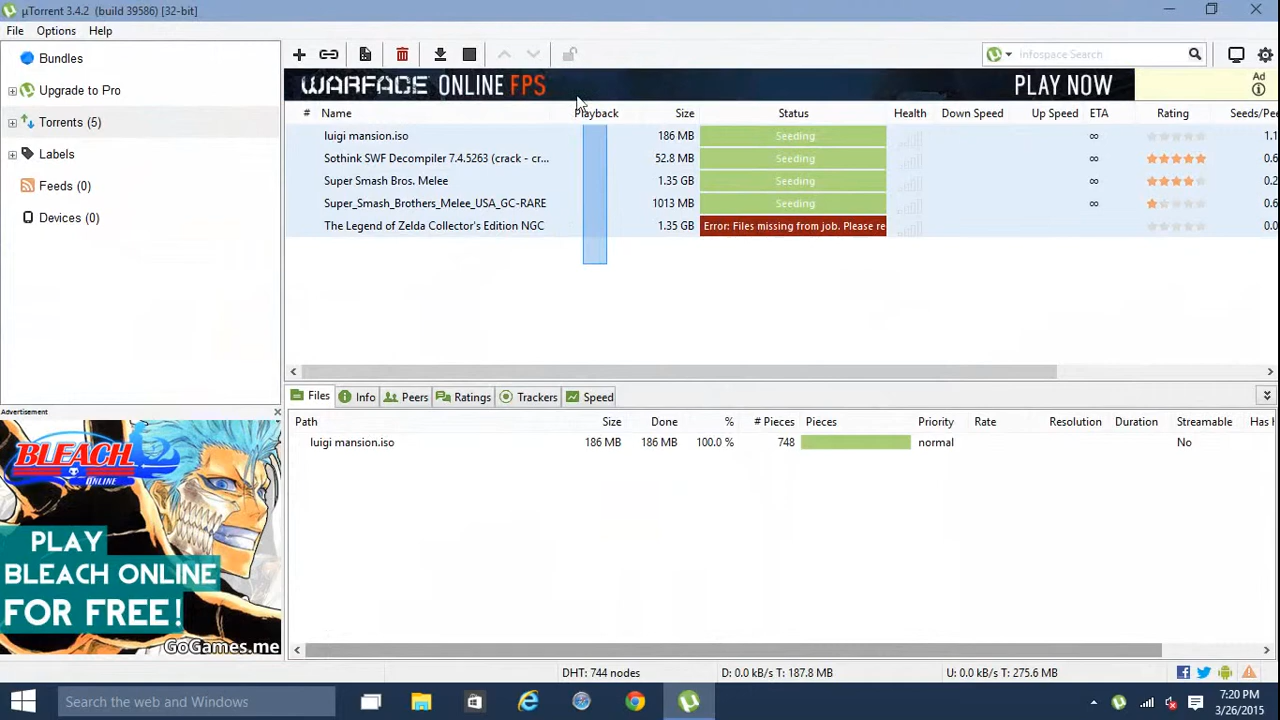 µTorrent 3.4.2 (build 39586) [32-bit]
File Options Help
Bundles
Upgrade to Pro
Torrents (5)
Labels
Feeds (0)
Devices (0)
Infospace Search
WARFACE ONLINE FPS PLAY NOW Ad
# Name Playback Size Status Health Down Speed Up Speed ETA Rating Seeds/Pee
luigi mansion.iso 186 MB Seeding ∞ 1.1
Sothink SWF Decompiler 7.4.5263 (crack - cr... 52.8 MB Seeding ∞ 0.6
Super Smash Bros. Melee 1.35 GB Seeding ∞ 0.2
Super_Smash_Brothers_Melee_USA_GC-RARE 1013 MB Seeding ∞ 0.6
The Legend of Zelda Collector's Edition NGC 1.35 GB Error: Files missing from job. Please re ∞ 0.0
Files Info Peers Ratings Trackers Speed
Path Size Done % # Pieces Pieces Priority Rate Resolution Duration Streamable Has H
luigi mansion.iso 186 MB 186 MB 100.0 % 748 normal No
Advertisement
BLEACH
ONLINE
PLAY
BLEACH ONLINE
FOR FREE!
GoGames.me
DHT: 744 nodes D: 0.0 kB/s T: 187.8 MB U: 0.0 kB/s T: 275.6 MB
Search the web and Windows
7:20 PM
3/26/2015